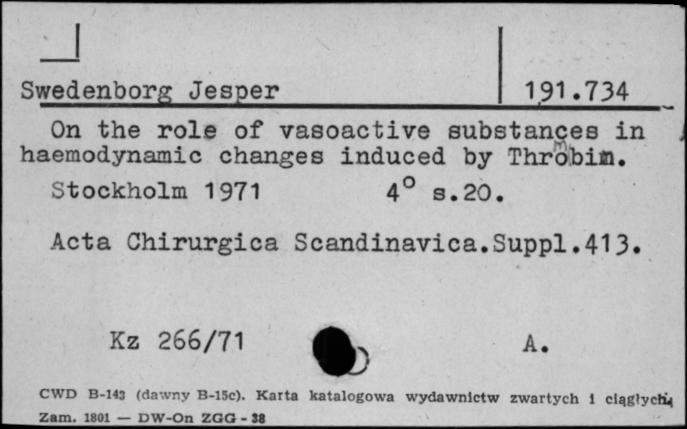 Swedenborg Jesper 191.734
On the role of vasoactive substances in
haemodynamic changes induced by Thrombin.
Stockholm 1971 4° s.20.
Acta Chirurgica Scandinavica.Suppl.413.
Kz 266/71 A.
CWD B-143 (dawny B-15c). Karta katalogowa wydawnictw zwartych i ciągłych
Zam. 1801 — DW-On ZGG - 38